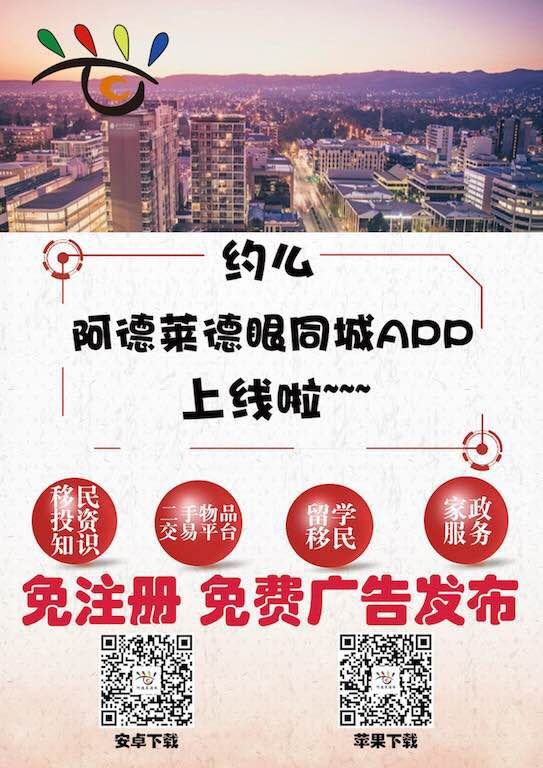 约么
阿德莱德眼同城APP
上线啦~~~
移民
投资
知识
二手物品
交易平台
留学
移民
家政
服务
免注册 免费广告发布
安卓下载
苹果下载